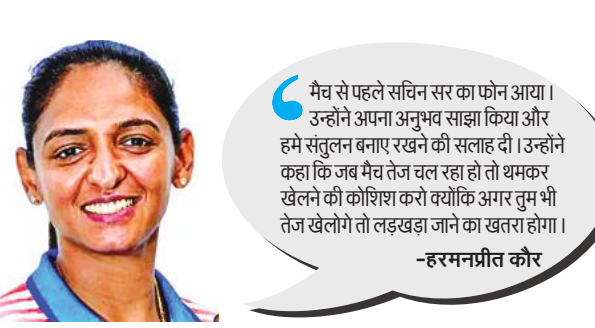 मैच से पहले सचिन सर का फोन आया।
उन्होंने अपना अनुभव साझा किया और
हमे संतुलन बनाए रखने की सलाह दी। उन्होंने
कहा कि जब मैच तेज चल रहा हो तो थमकर
खेलने की कोशिश करो क्योंकि अगर तुम भी
तेज खेलोगे तो लड़खड़ा जाने का खतरा होगा।
-हरमनप्रीत कौर